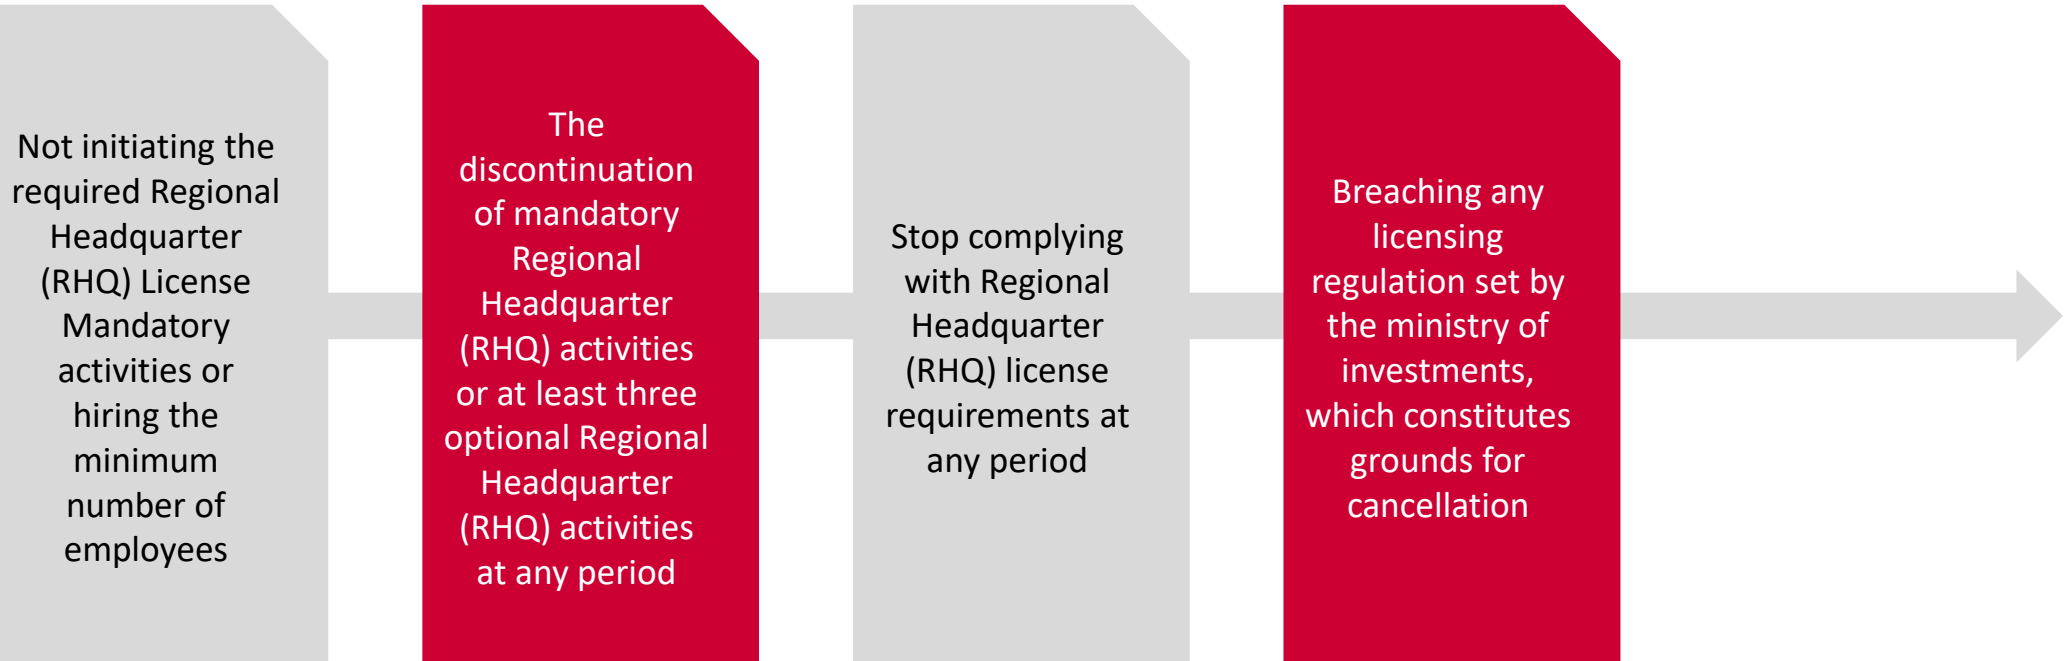 Not initiating the
required Regional
Headquarter
(RHQ) License
Mandatory
activities or
hiring the
minimum
number of
employees
The
discontinuation
of mandatory
Regional
Headquarter
(RHQ) activities
or at least three
optional Regional
Headquarter
(RHQ) activities
at any period
Stop complying
with Regional
Headquarter
(RHQ) license
requirements at
any period
Breaching any
licensing
regulation set by
the ministry of
investments,
which constitutes
grounds for
cancellation